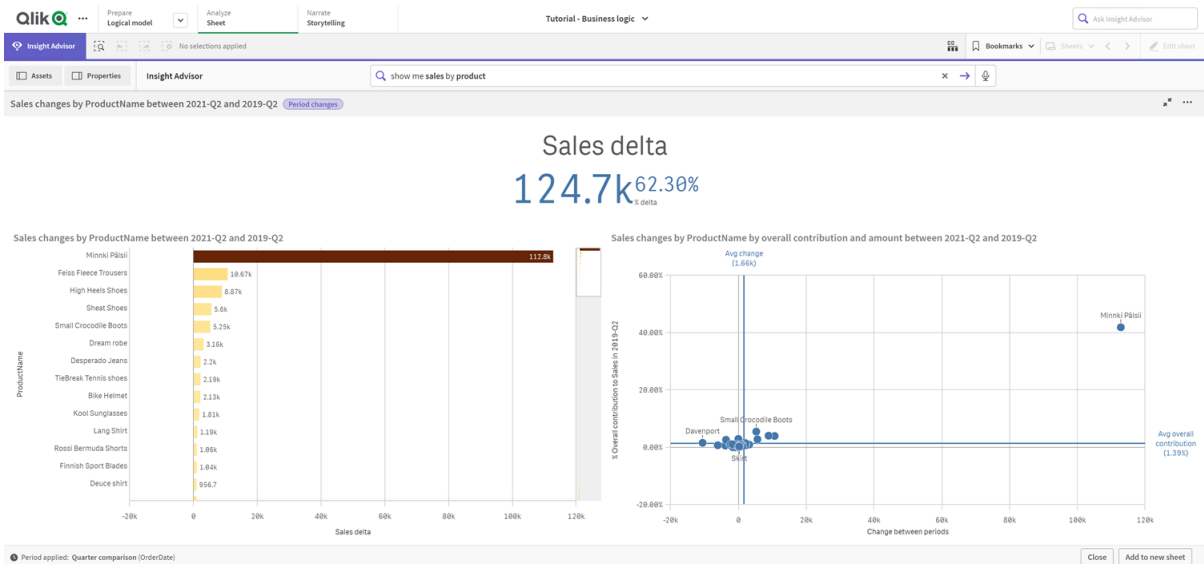 Qlik
Prepare
Logical model
Analyze
Sheet
Narrate
Storytelling
Tutorial - Business logic
Ask Insight Advisor
Insight Advisor
No selections applied
Bookmarks
Sheets
Edit sheet
Assets
Properties
Insight Advisor
show me sales by product
Sales changes by ProductName between 2021-Q2 and 2019-Q2
Period changes
Sales delta
124.7k
62.30%
% delta
Sales changes by ProductName between 2021-Q2 and 2019-Q2
ProductName
Minnki Pälsii 112.8k
Feiss Fleece Trousers 10.67k
High Heels Shoes 8.87k
Sheat Shoes 5.6k
Small Crocodile Boots 5.25k
Dream robe 3.16k
Desperado Jeans 2.2k
TieBreak Tennis shoes 2.19k
Bike Helmet 2.13k
Kool Sunglasses 1.81k
Lang Shirt 1.19k
Rossi Bermuda Shorts 1.06k
Finnish Sport Blades 1.04k
Deuce shirt 956.7
-20k 0 20k 40k 60k 80k 100k 120k
Sales delta
Sales changes by ProductName by overall contribution and amount between 2021-Q2 and 2019-Q2
Avg change
(1.66k)
% Overall contribution to Sales in 2019-Q2
60.00%
40.00%
20.00%
0.00%
-20.00%
Minnki Pälsii
Small Crocodile Boots
Davenport
Skirt
Avg overall
contribution
(1.39%)
-20k 0 20k 40k 60k 80k 100k 120k
Change between periods
Period applied: Quarter comparison (OrderDate)
Close
Add to new sheet